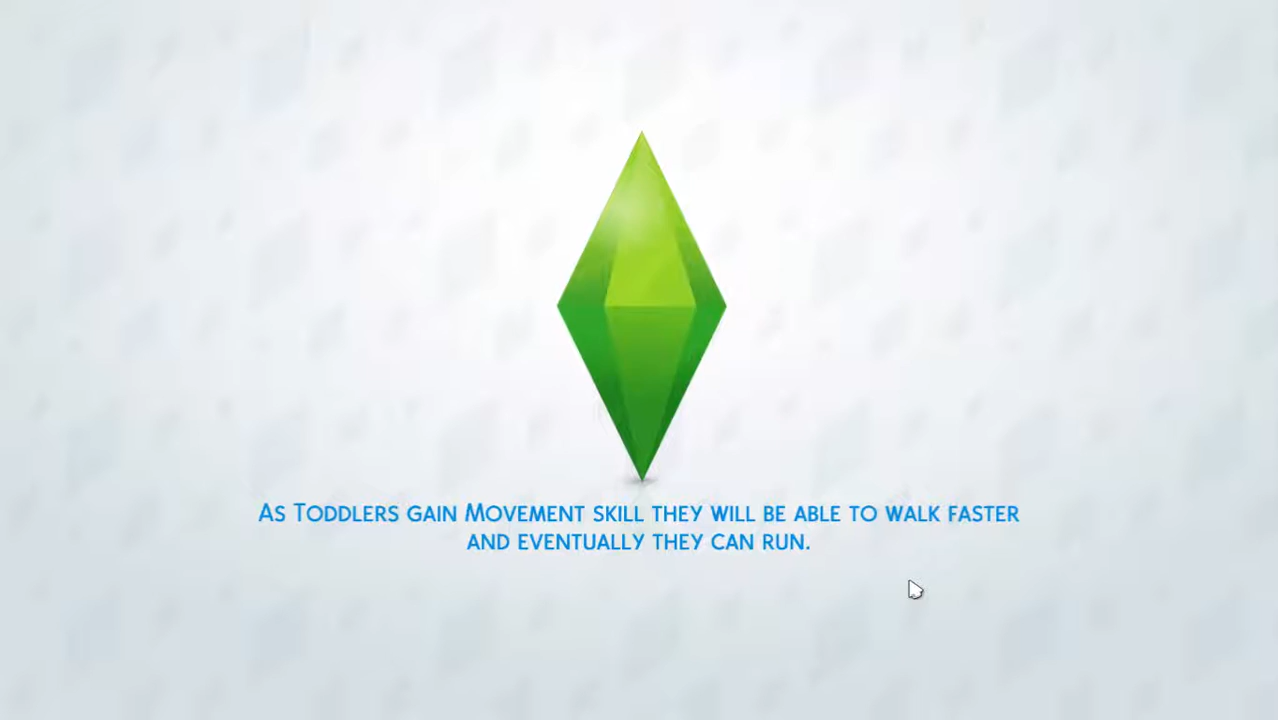 As Toddlers gain Movement skill they will be able to walk faster
and eventually they can run.